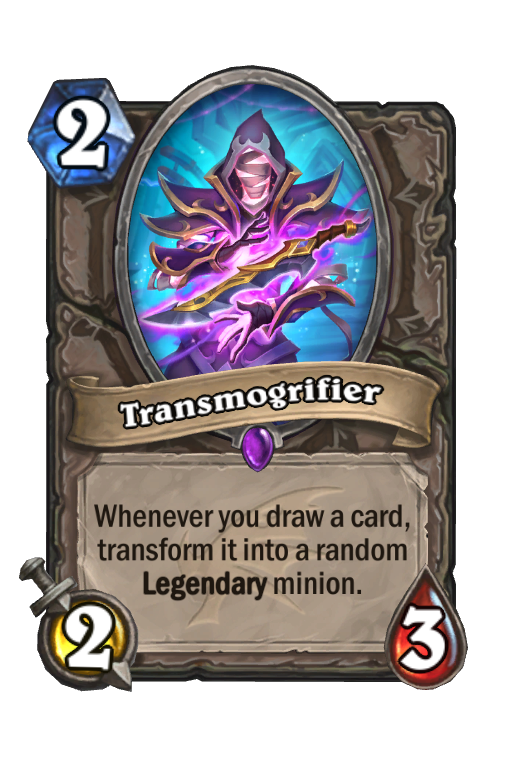 2
Transmogrifier
Whenever you draw a card,
transform it into a random
Legendary minion.
2
3